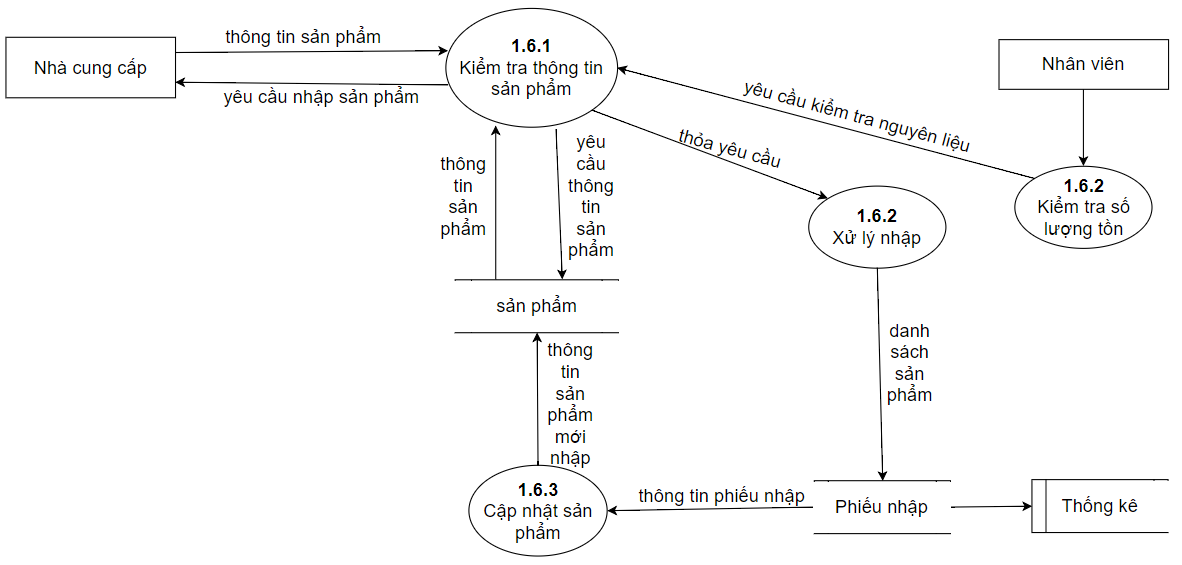 Nhà cung cấp
thông tin sản phẩm
yêu cầu nhập sản phẩm
1.6.1
Kiểm tra thông tin
sản phẩm
Nhân viên
yêu cầu kiểm tra nguyên liệu
thỏa yêu cầu
1.6.2
Kiểm tra số
lượng tồn
1.6.2
Xử lý nhập
thông
tin
sản
phẩm
yêu
cầu
thông
tin
sản
phẩm
sản phẩm
thông
tin
sản
phẩm
mới
nhập
danh
sách
sản
phẩm
1.6.3
Cập nhật sản
phẩm
thông tin phiếu nhập
Phiếu nhập
Thống kê